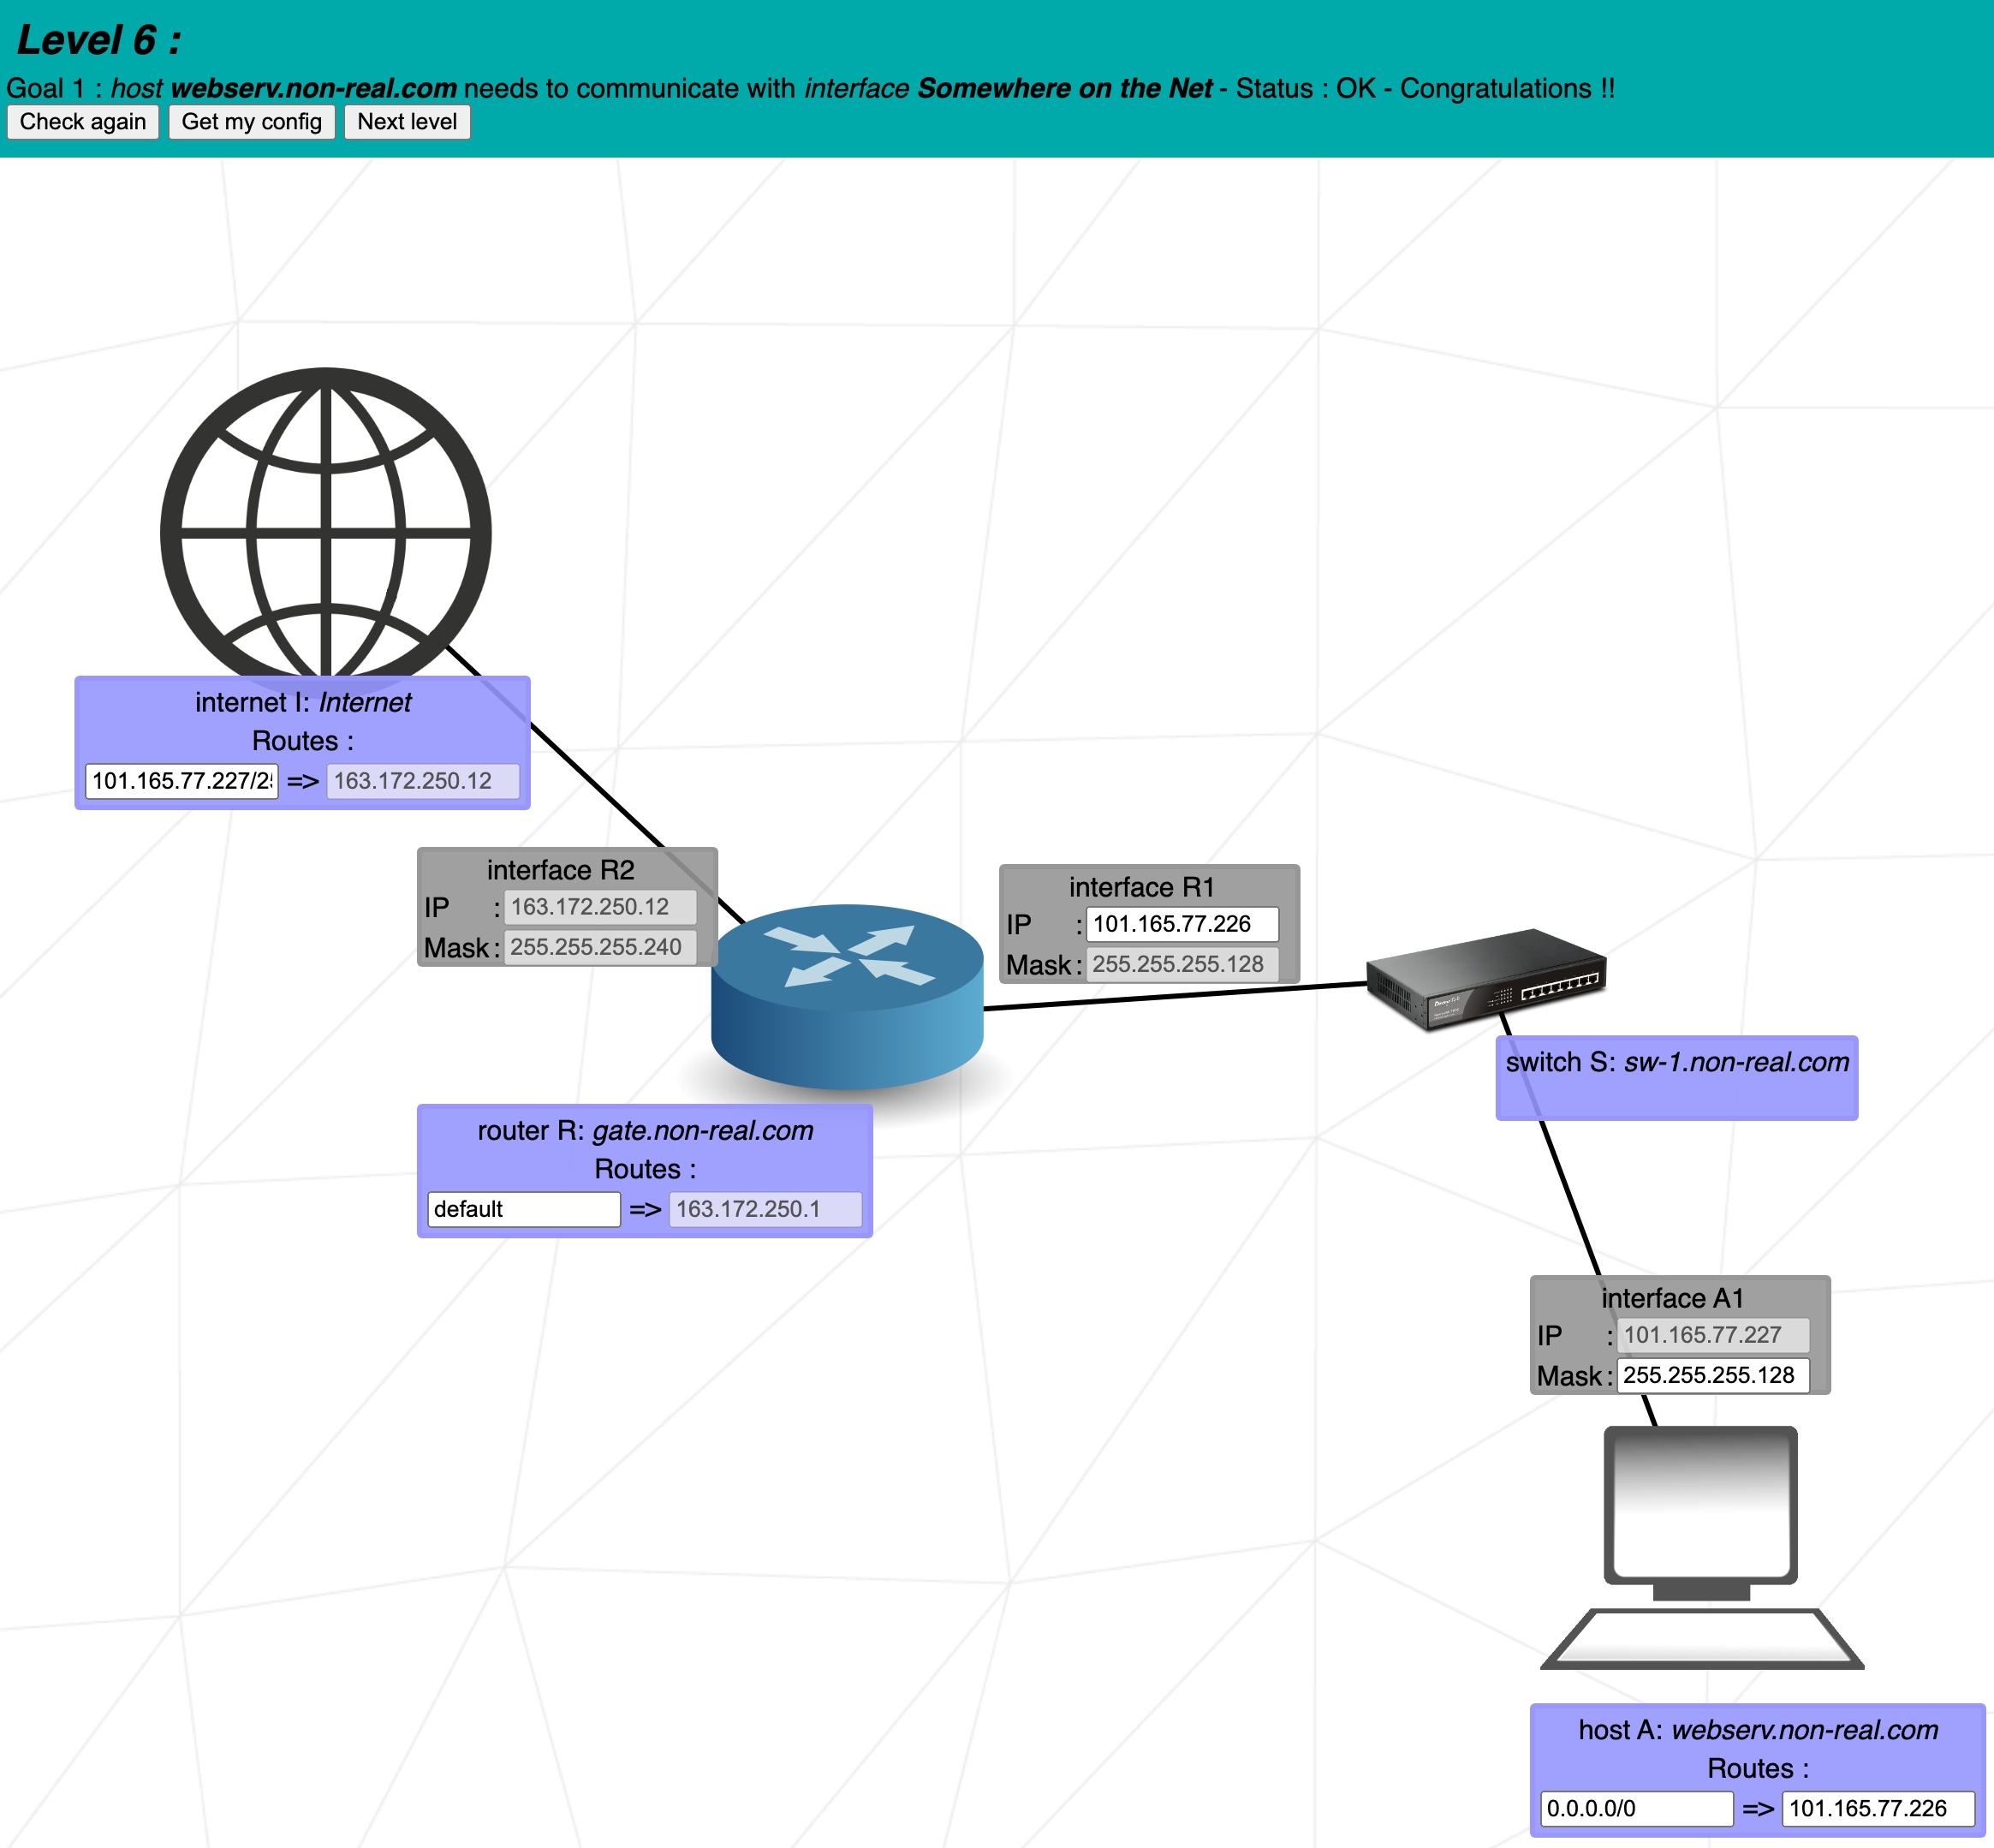 Level 6 :
Goal 1 : host webserv.non-real.com needs to communicate with interface Somewhere on the Net - Status : OK - Congratulations !!
Check again Get my config Next level
internet I: Internet
Routes :
101.165.77.227/2 => 163.172.250.12
interface R2
IP : 163.172.250.12
Mask : 255.255.255.240
interface R1
IP : 101.165.77.226
Mask : 255.255.255.128
switch S: sw-1.non-real.com
router R: gate.non-real.com
Routes :
default => 163.172.250.1
interface A1
IP : 101.165.77.227
Mask : 255.255.255.128
host A: webserv.non-real.com
Routes :
0.0.0.0/0 => 101.165.77.226